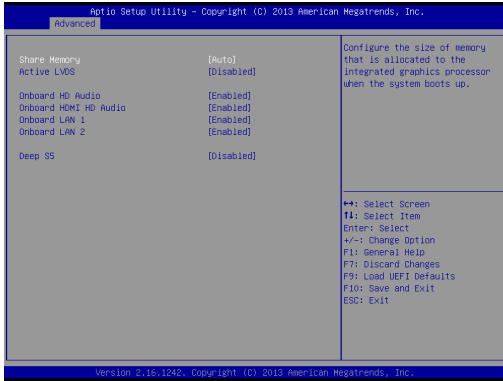 Aptio Setup Utility - Copyright (C) 2013 American Megatrends, Inc.
Advanced
Share Memory [Auto]
Active LVDS [Disabled]
Onboard HD Audio [Enabled]
Onboard HDMI HD Audio [Enabled]
Onboard LAN 1 [Enabled]
Onboard LAN 2 [Enabled]
Deep S5 [Disabled]
Configure the size of memory
that is allocated to the
integrated graphics processor
when the system boots up.
↔: Select Screen
↑↓: Select Item
Enter: Select
+/-: Change Option
F1: General Help
F7: Discard Changes
F9: Load UEFI Defaults
F10: Save and Exit
ESC: Exit
Version 2.16.1242. Copyright (C) 2013 American Megatrends, Inc.